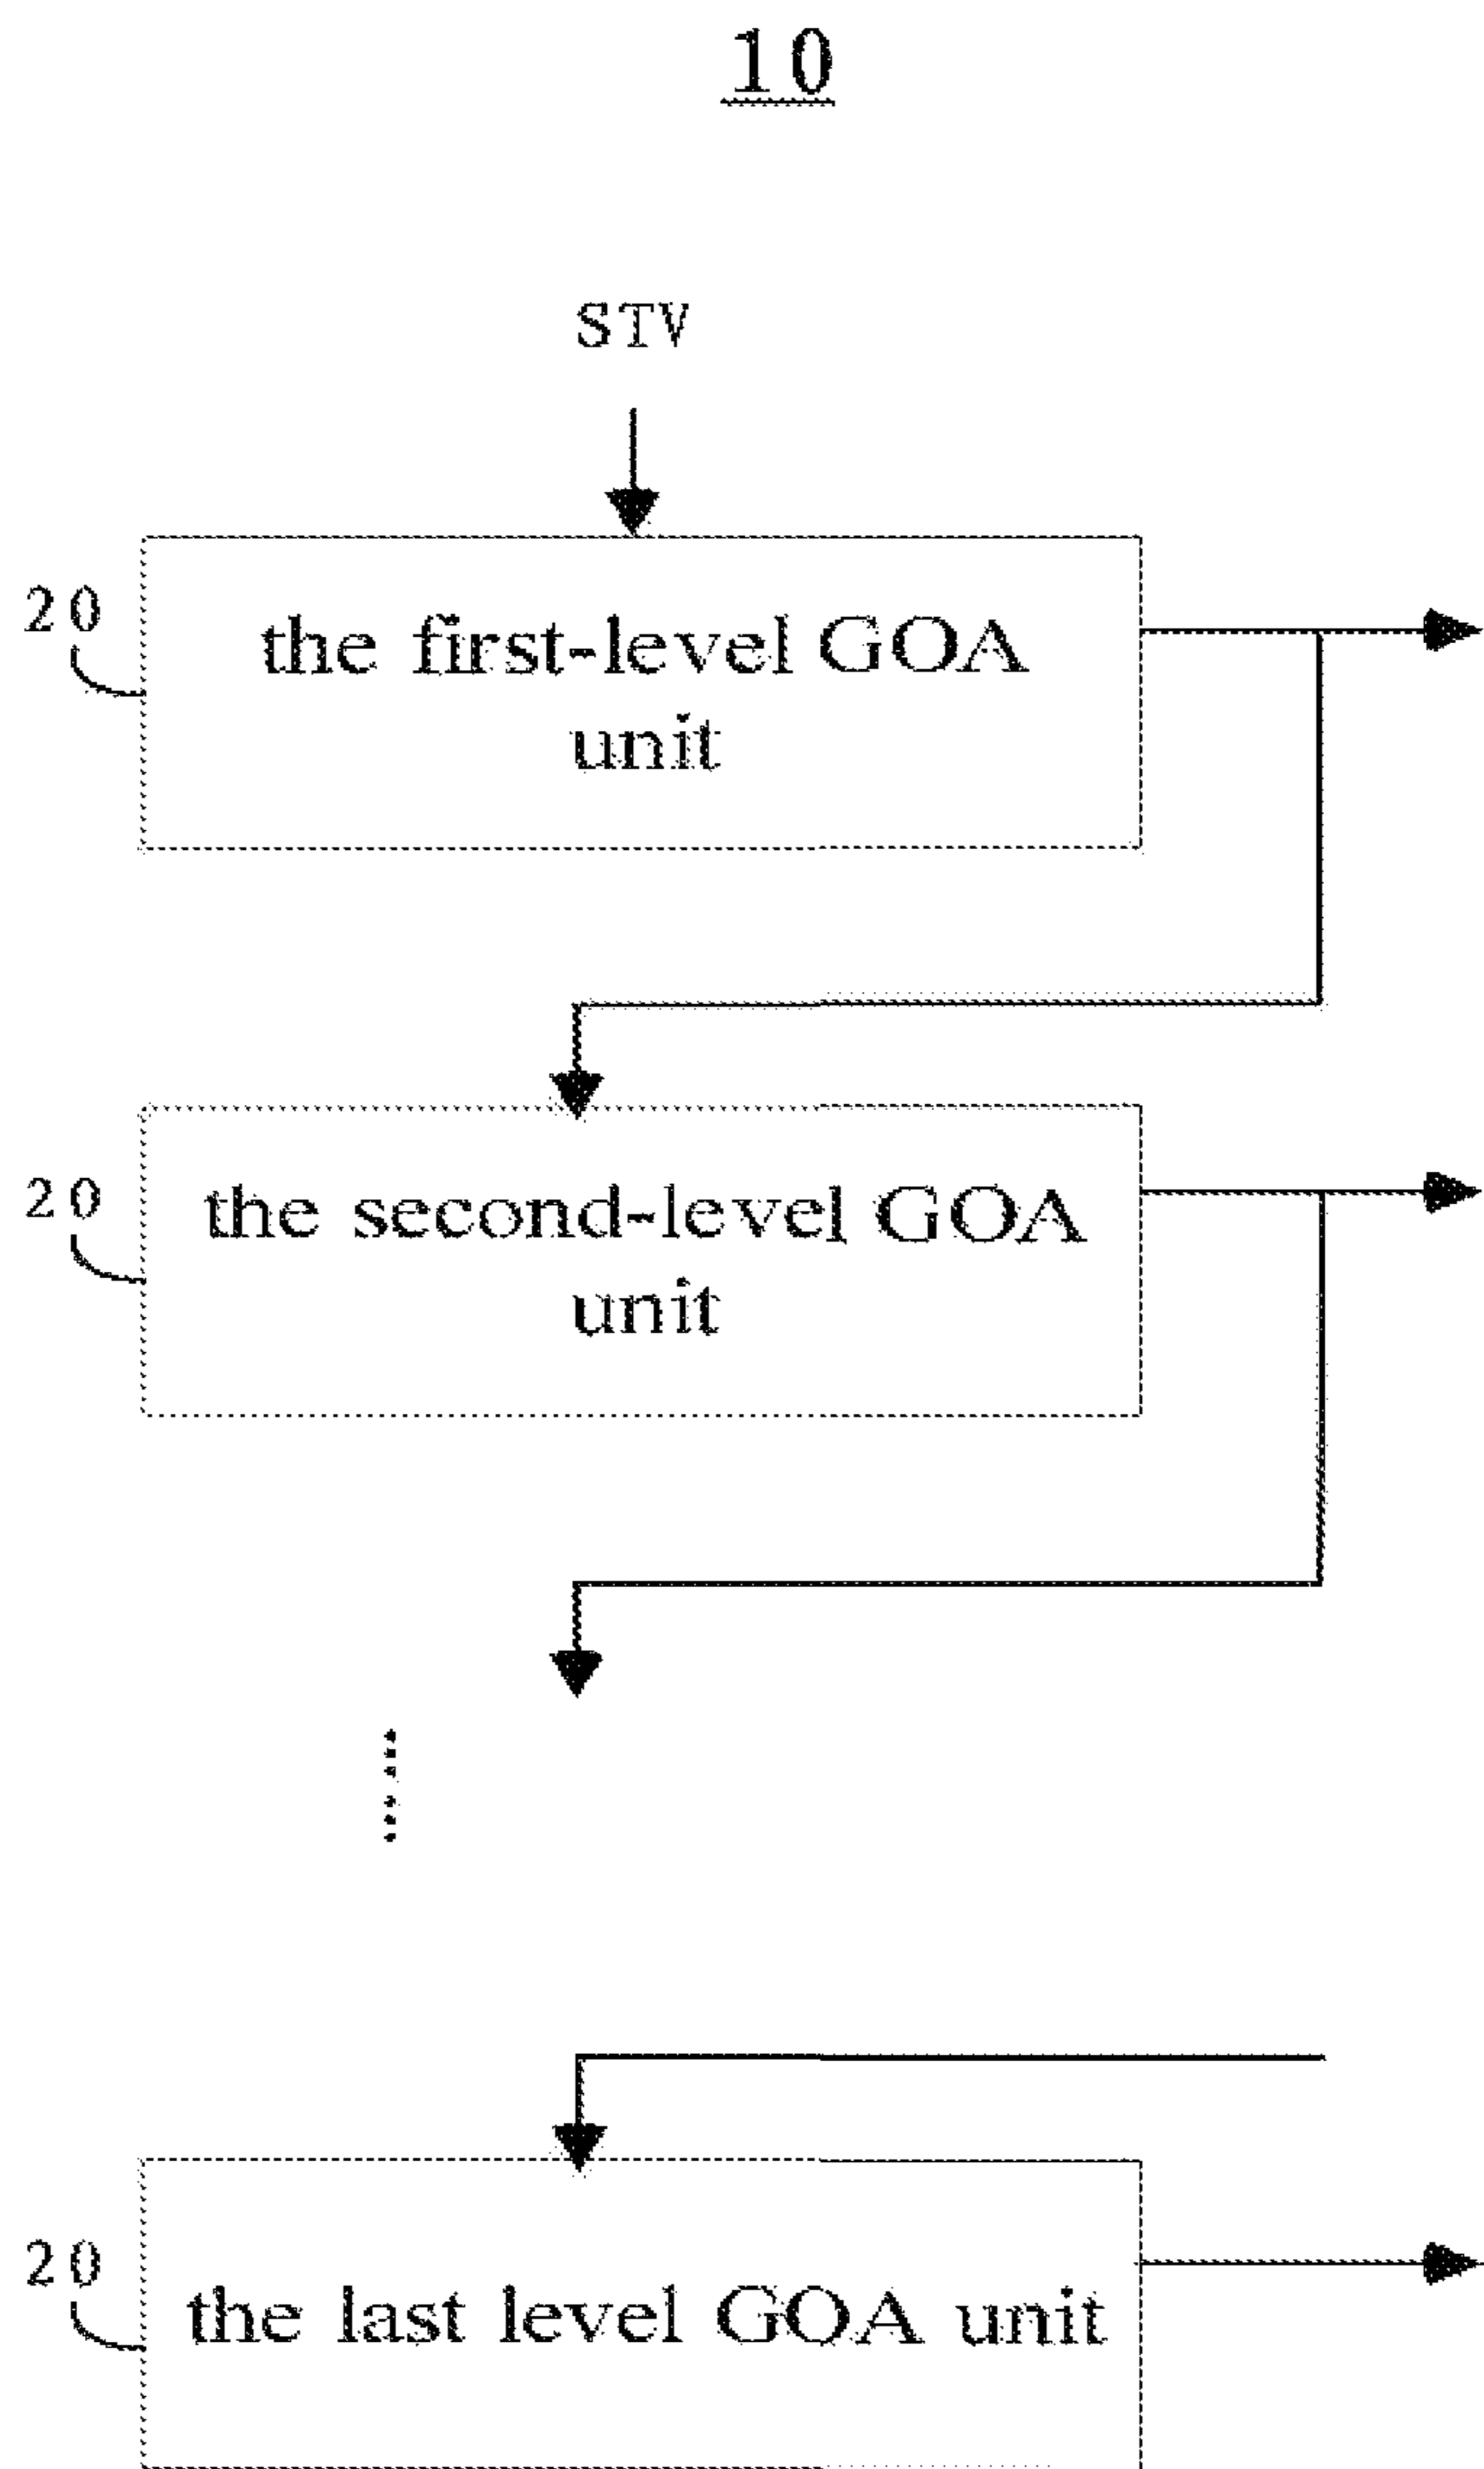 10
STV
20
the first-level GOA
unit
20
the second-level GOA
unit
......
20
the last level GOA unit